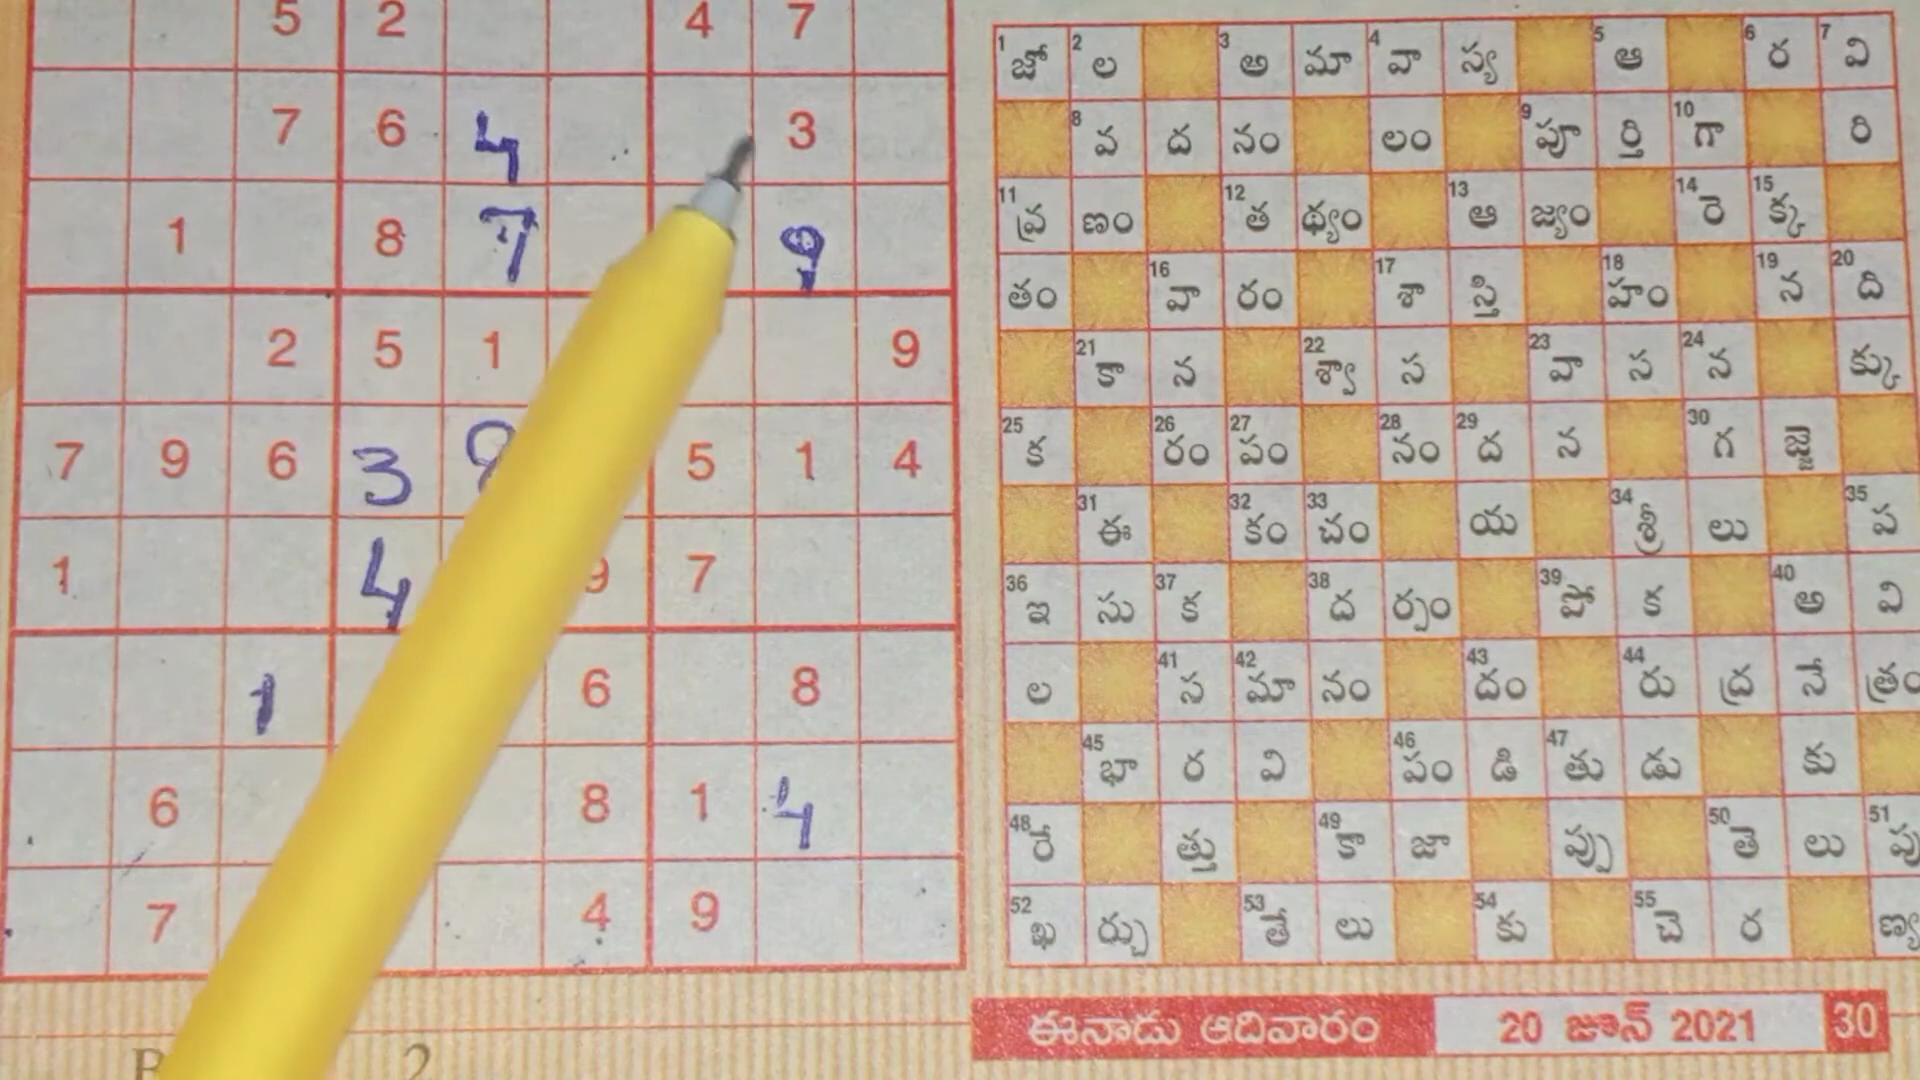 5 2 4 7
7 6 4 3
1 8 7 9
2 5 1 9
7 9 6 3 5 1 4
1 4 9 7
1 6 8
6 8 1 4
7 4 9
2
1 జో 2 ల 3 అ మా 4 వా స్య 5 ఆ 6 ర 7 వి
8 వ ద నం లం 9 పూ ర్తి 10 గా రి
11 వ్ర ణం 12 త థ్యం 13 ఆ జ్యం 14 రె 15 క్క
తం 16 వా రం 17 శా స్తి 18 హం 19 న 20 ది
21 కా న 22 శ్వా స 23 వా స 24 న క్కు
25 క 26 రం 27 పం 28 నం 29 ద న 30 గ జ్జె
31 ఈ 32 కం 33 చం య 34 శ్రీ లు 35 ప
36 ఇ సు 37 క 38 ద ర్పం 39 పో క 40 అ వి
ల 41 స 42 మా నం 43 దం 44 రు ద్ర నే త్రం
45 భా ర వి 46 పం డి 47 తు డు కు
48 రే త్తు 49 కా జా ప్పు 50 తె లు 51 పు
52 ఖ ర్చు 53 తే లు 54 కు 55 చె ర ణ్య
ఈనాడు ఆదివారం 20 జూన్ 2021 30